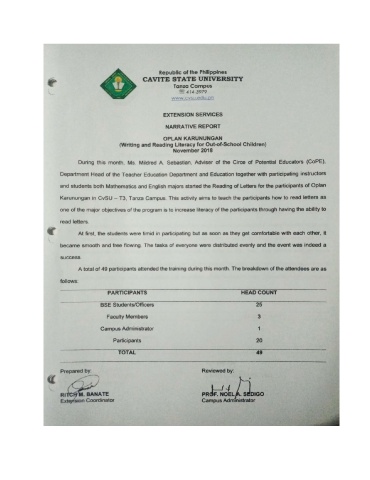 Republic of the Philippines
CAVITE STATE UNIVERSITY
Tanza Campus
☏ 414-3979
www.cvsu.edu.ph
EXTENSION SERVICES
NARRATIVE REPORT
OPLAN KARUNUNGAN
(Writing and Reading Literacy for Out-of-School Children)
November 2018
During this month, Ms. Mildred A. Sebastian, Adviser of the Circe of Potential Educators (CoPE),
Department Head of the Teacher Education Department and Education together with participating instructors
and students both Mathematics and English majors started the Reading of Letters for the participants of Oplan
Karunungan in CvSU – T3, Tanza Campus. This activity aims to teach the participants how to read letters as
one of the major objectives of the program is to increase literacy of the participants through having the ability to
read letters.
At first, the students were timid in participating but as soon as they get comfortable with each other, it
became smooth and free flowing. The tasks of everyone were distributed evenly and the event was indeed a
success.
A total of 49 participants attended the training during this month. The breakdown of the attendees are as
follows:
PARTICIPANTS HEAD COUNT
BSE Students/Officers 25
Faculty Members 3
Campus Administrator 1
Participants 20
TOTAL 49
Prepared by: Reviewed by:
M. BANATE PROF. NOEL A. SEDIGO
Extension Coordinator Campus Administrator